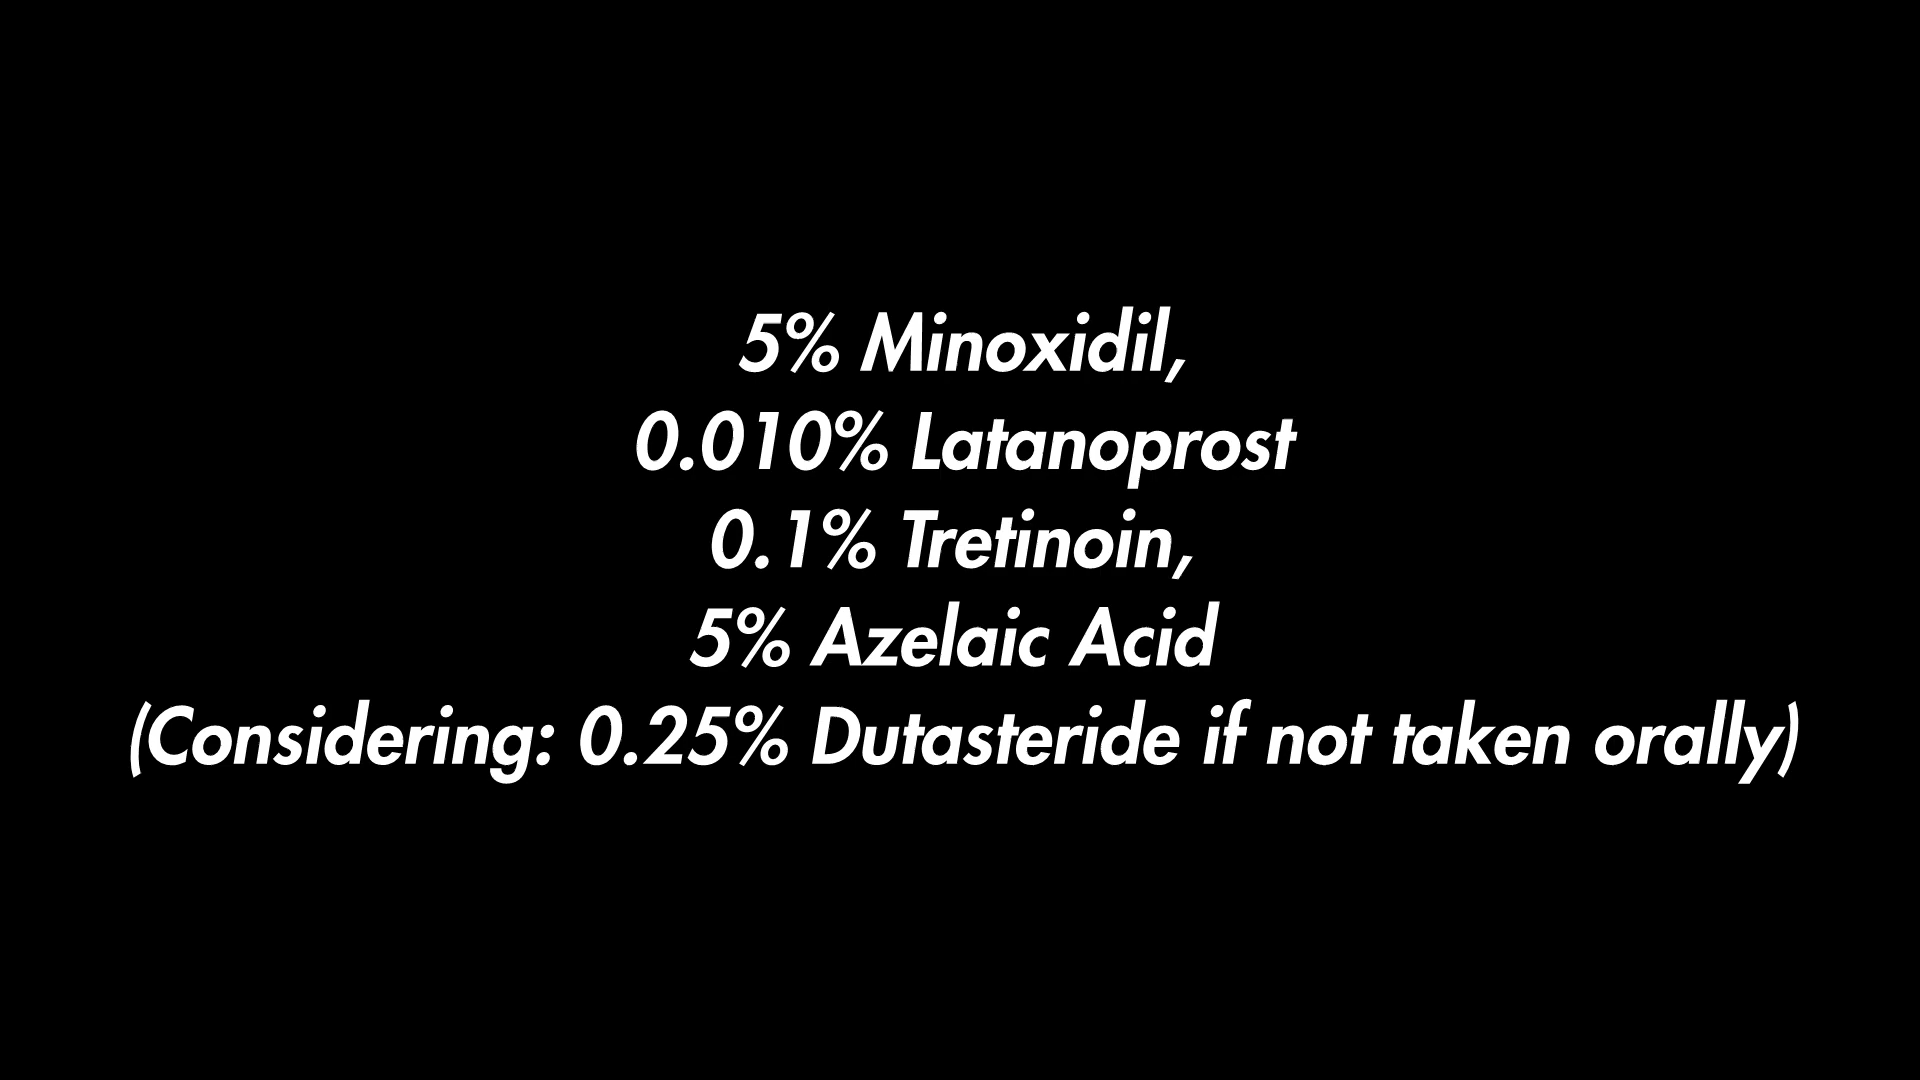 5% Minoxidil,
0.010% Latanoprost
0.1% Tretinoin,
5% Azelaic Acid
(Considering: 0.25% Dutasteride if not taken orally)